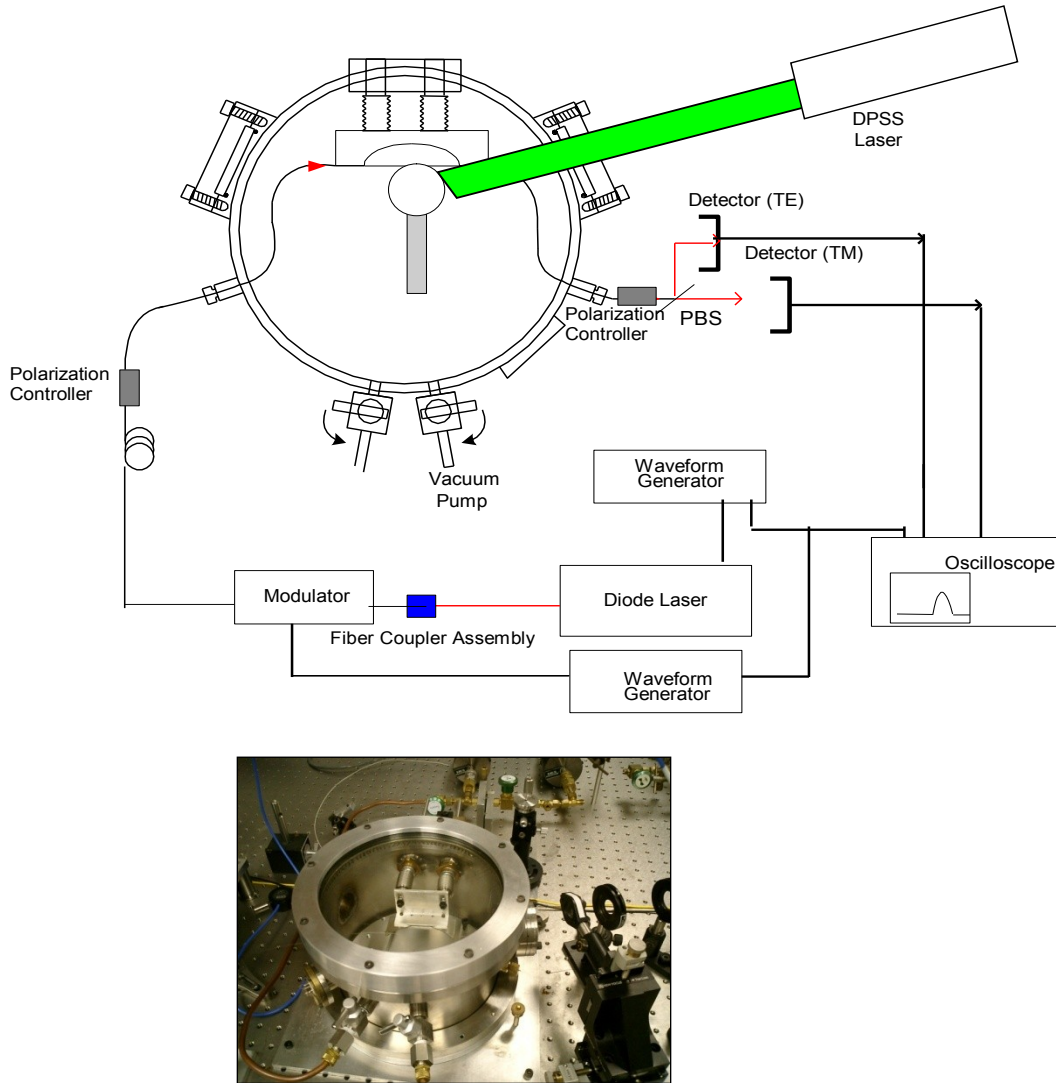 DPSS
Laser
Detector (TE)
Detector (TM)
Polarization
Controller
PBS
Polarization
Controller
Vacuum
Pump
Waveform
Generator
Oscilloscope
Modulator
Diode Laser
Fiber Coupler Assembly
Waveform
Generator